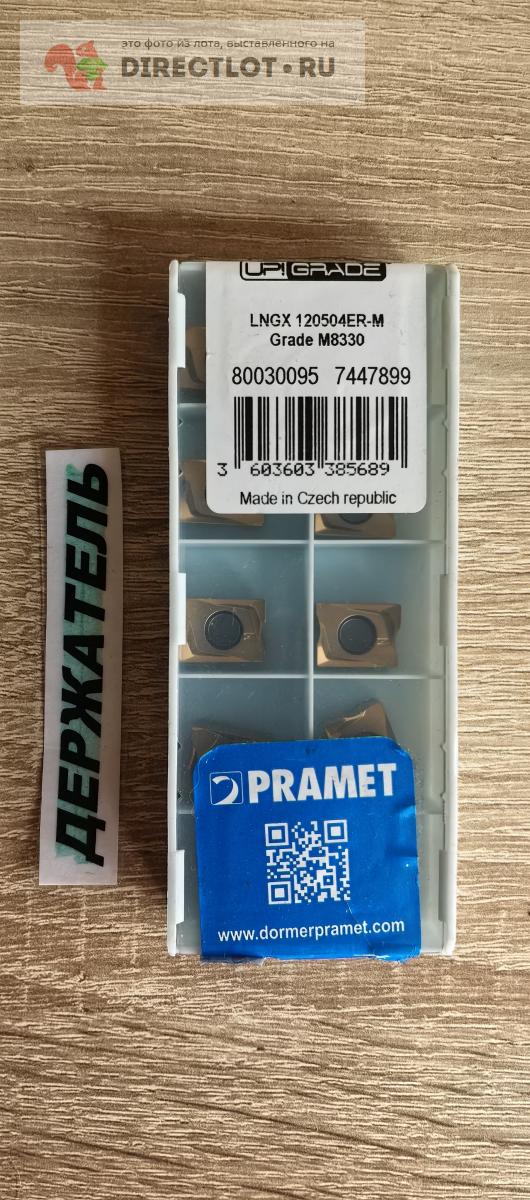 это фото из лота, выставленного на
DIRECTLOT.RU
UP!GRADE
LNGX 120504ER-M
Grade M8330
80030095 7447899
3 603603 385689
Made in Czech republic
ДЕРЖАТЕЛЬ
PRAMET
www.dormerpramet.com